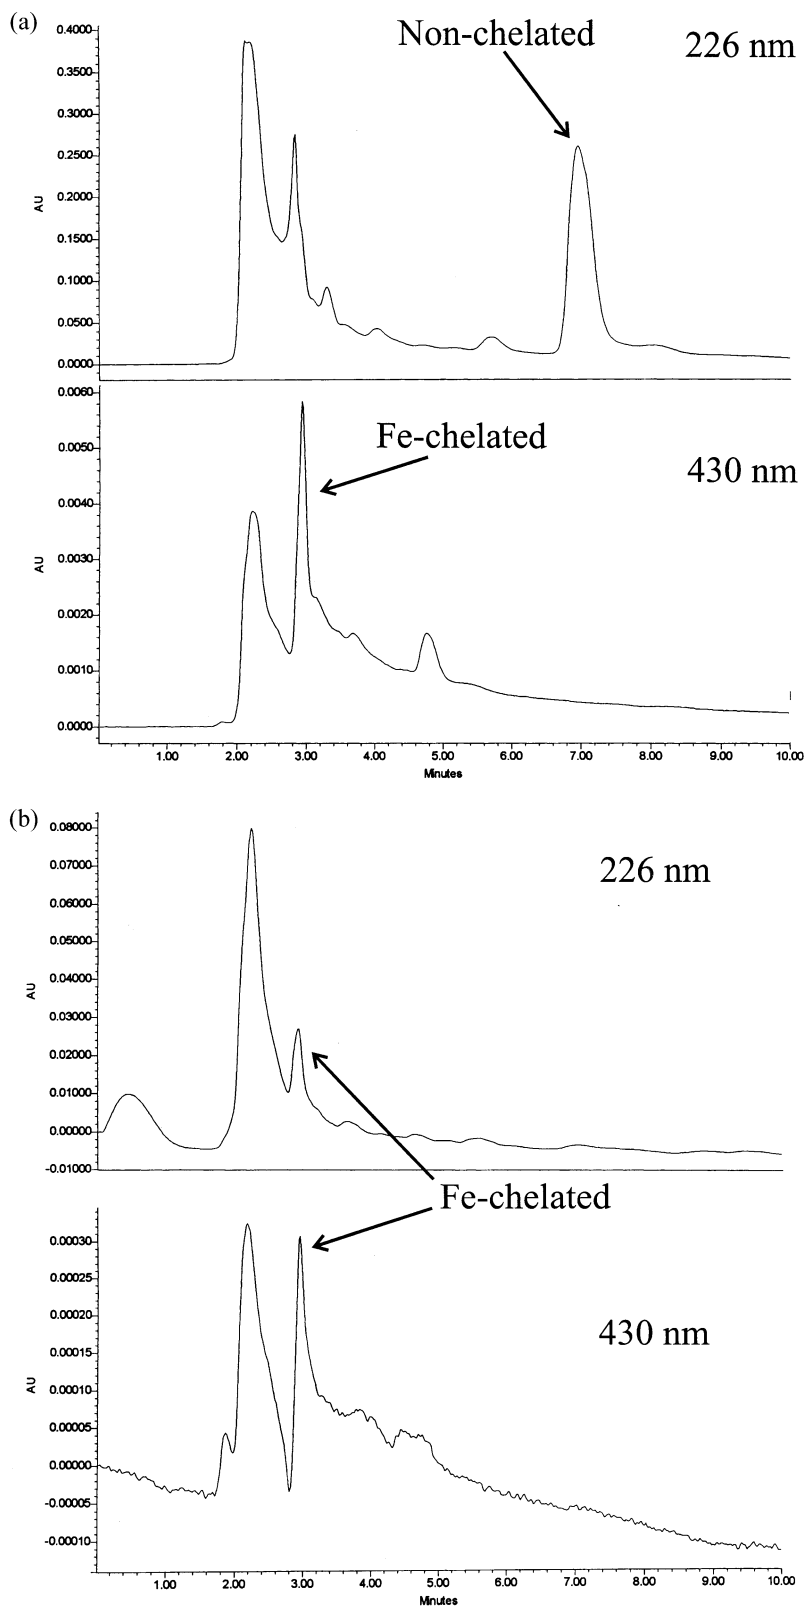 (a)
Non-chelated
226 nm
0.4000
0.3500
0.3000
0.2500
0.2000
0.1500
0.1000
0.0500
0.0000
AU
Fe-chelated
430 nm
0.0060
0.0050
0.0040
0.0030
0.0020
0.0010
0.0000
AU
1.00 2.00 3.00 4.00 5.00 6.00 7.00 8.00 9.00 10.00
Minutes
(b)
226 nm
0.08000
0.07000
0.06000
0.05000
0.04000
0.03000
0.02000
0.01000
0.00000
-0.01000
AU
Fe-chelated
430 nm
0.00030
0.00025
0.00020
0.00015
0.00010
0.00005
0.00000
-0.00005
-0.00010
AU
1.00 2.00 3.00 4.00 5.00 6.00 7.00 8.00 9.00 10.00
Minutes